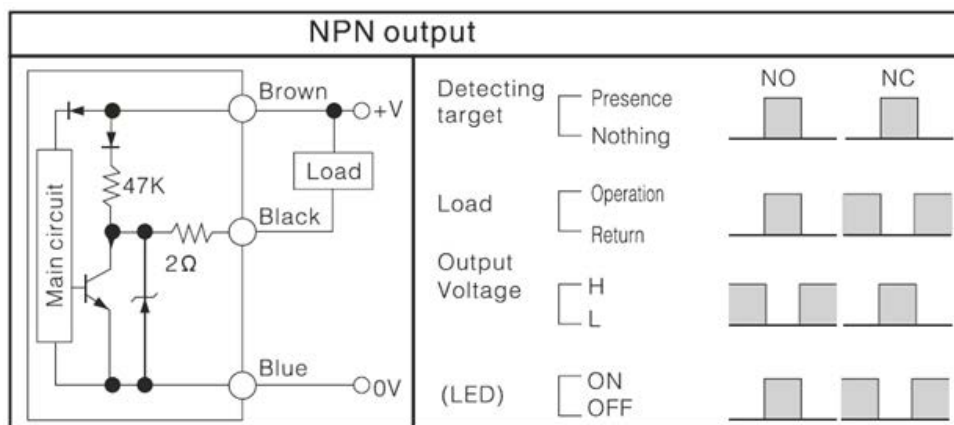 NPN output
Brown
+V
47K
Load
Black
2Ω
Main circuit
Blue
0V
NO
NC
Detecting
target
Presence
Nothing
Load
Operation
Return
Output
Voltage
H
L
(LED)
ON
OFF